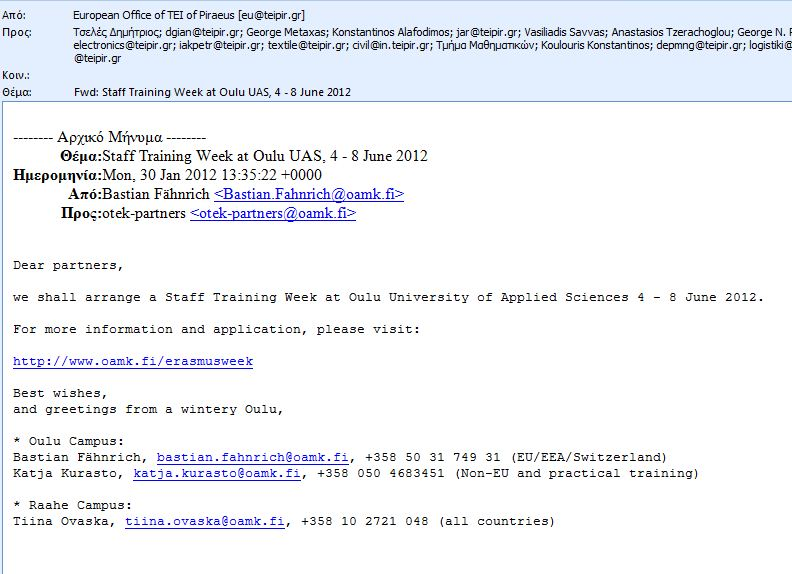 Από: European Office of TEI of Piraeus [eu@teipir.gr]
Προς: Τσελές Δημήτριος; dgian@teipir.gr; George Metaxas; Konstantinos Alafodimos; jar@teipir.gr; Vasiliadis Savvas; Anastasios Tzerachoglou; George N. P
electronics@teipir.gr; iakpetr@teipir.gr; textile@teipir.gr; civil@in.teipir.gr; Τμήμα Μαθηματικών; Koulouris Konstantinos; depmng@teipir.gr; logistiki@
@teipir.gr
Κοιν.:
Θέμα: Fwd: Staff Training Week at Oulu UAS, 4 - 8 June 2012
-------- Αρχικό Μήνυμα --------
Θέμα:Staff Training Week at Oulu UAS, 4 - 8 June 2012
Ημερομηνία:Mon, 30 Jan 2012 13:35:22 +0000
Από:Bastian Fähnrich <Bastian.Fahnrich@oamk.fi>
Προς:otek-partners <otek-partners@oamk.fi>
Dear partners,
we shall arrange a Staff Training Week at Oulu University of Applied Sciences 4 - 8 June 2012.
For more information and application, please visit:
http://www.oamk.fi/erasmusweek
Best wishes,
and greetings from a wintery Oulu,
* Oulu Campus:
Bastian Fähnrich, bastian.fahnrich@oamk.fi, +358 50 31 749 31 (EU/EEA/Switzerland)
Katja Kurasto, katja.kurasto@oamk.fi, +358 050 4683451 (Non-EU and practical training)
* Raahe Campus:
Tiina Ovaska, tiina.ovaska@oamk.fi, +358 10 2721 048 (all countries)